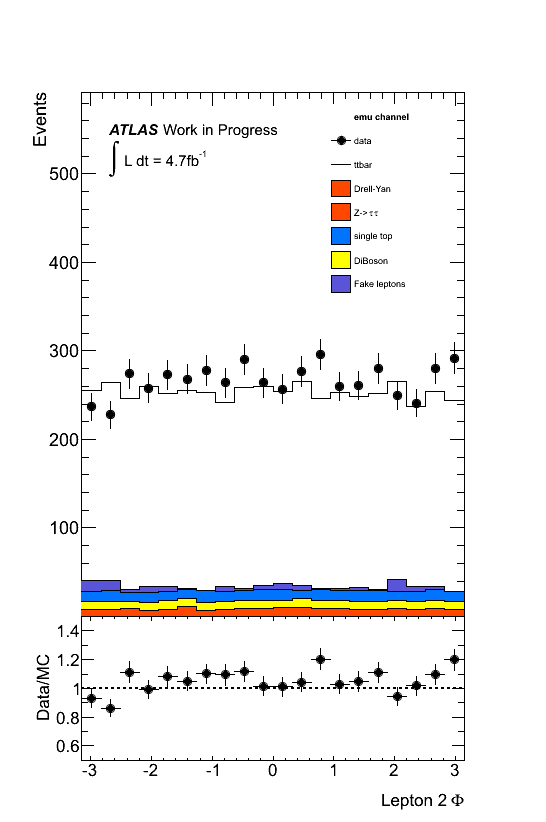 Events
ATLAS Work in Progress
∫ L dt = 4.7fb⁻¹
emu channel
data
ttbar
Drell-Yan
Z->ττ
single top
DiBoson
Fake leptons
500
400
300
200
100
Data/MC
1.4
1.2
1
0.8
0.6
-3 -2 -1 0 1 2 3
Lepton 2 Φ